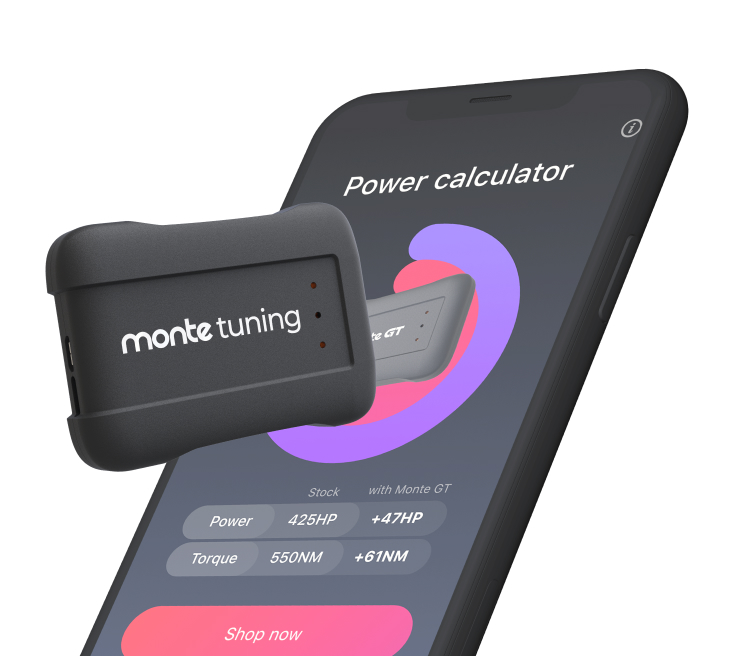 Power calculator
monte tuning
te GT
Stock with Monte GT
Power 425HP +47HP
Torque 550NM +61NM
Shop now